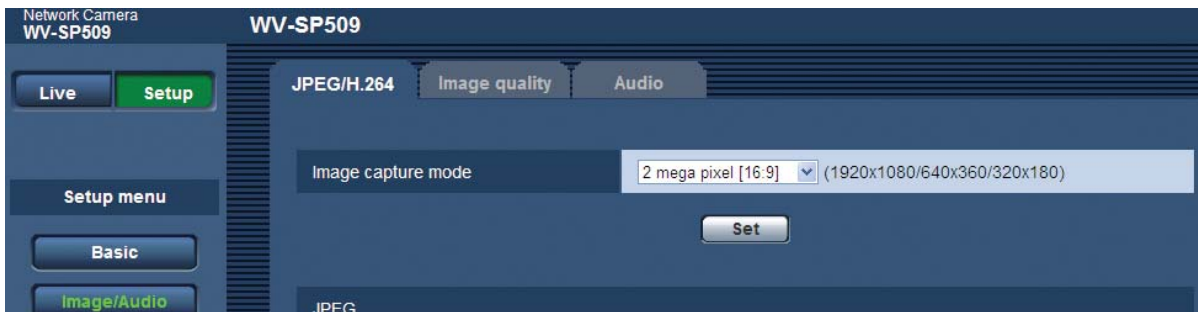 Network Camera
WV-SP509
WV-SP509
Live Setup
JPEG/H.264 Image quality Audio
Image capture mode 2 mega pixel [16:9] (1920x1080/640x360/320x180)
Setup menu
Set
Basic
Image/Audio
JPEG